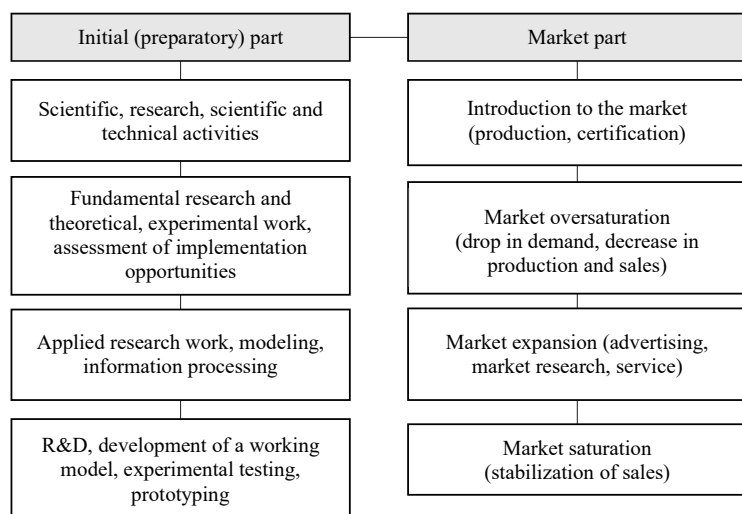 Initial (preparatory) part
Scientific, research, scientific and
technical activities
Fundamental research and
theoretical, experimental work,
assessment of implementation
opportunities
Applied research work, modeling,
information processing
R&D, development of a working
model, experimental testing,
prototyping
Market part
Introduction to the market
(production, certification)
Market oversaturation
(drop in demand, decrease in
production and sales)
Market expansion (advertising,
market research, service)
Market saturation
(stabilization of sales)